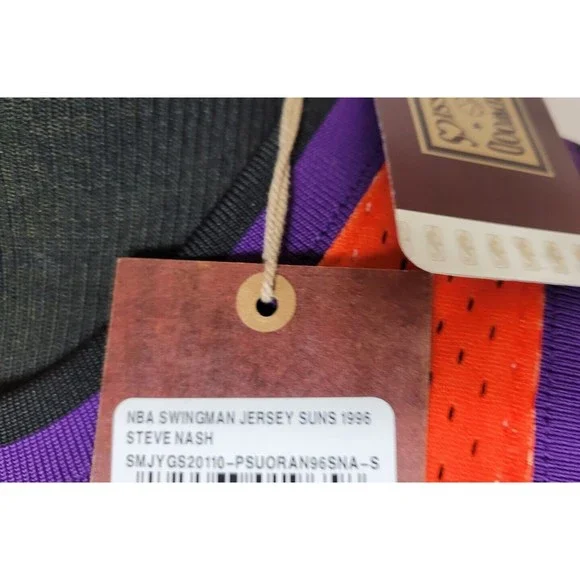 NBA SWINGMAN JERSEY SUNS 1996
STEVE NASH
SMJYGS20110-PSUORAN96SNA-S